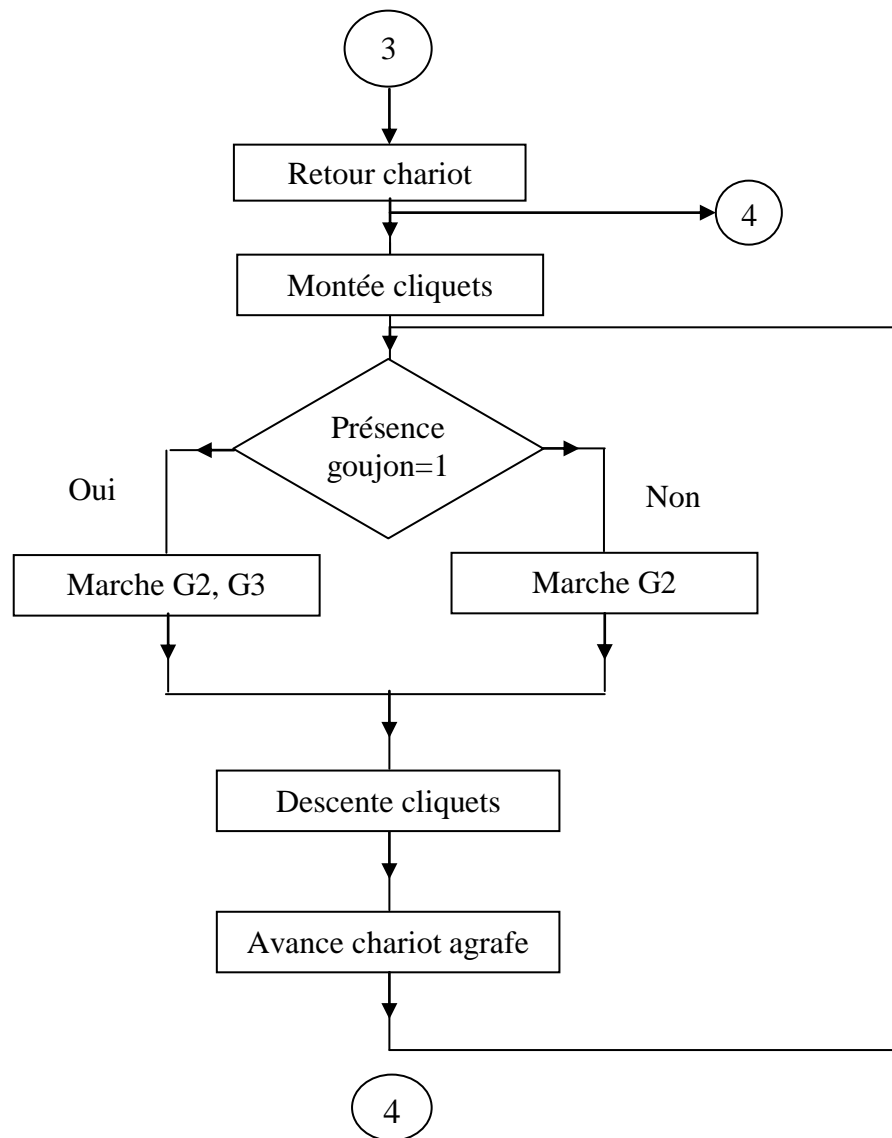 3
Retour chariot
4
Montée cliquets
Présence
goujon=1
Oui
Non
Marche G2, G3
Marche G2
Descente cliquets
Avance chariot agrafe
4